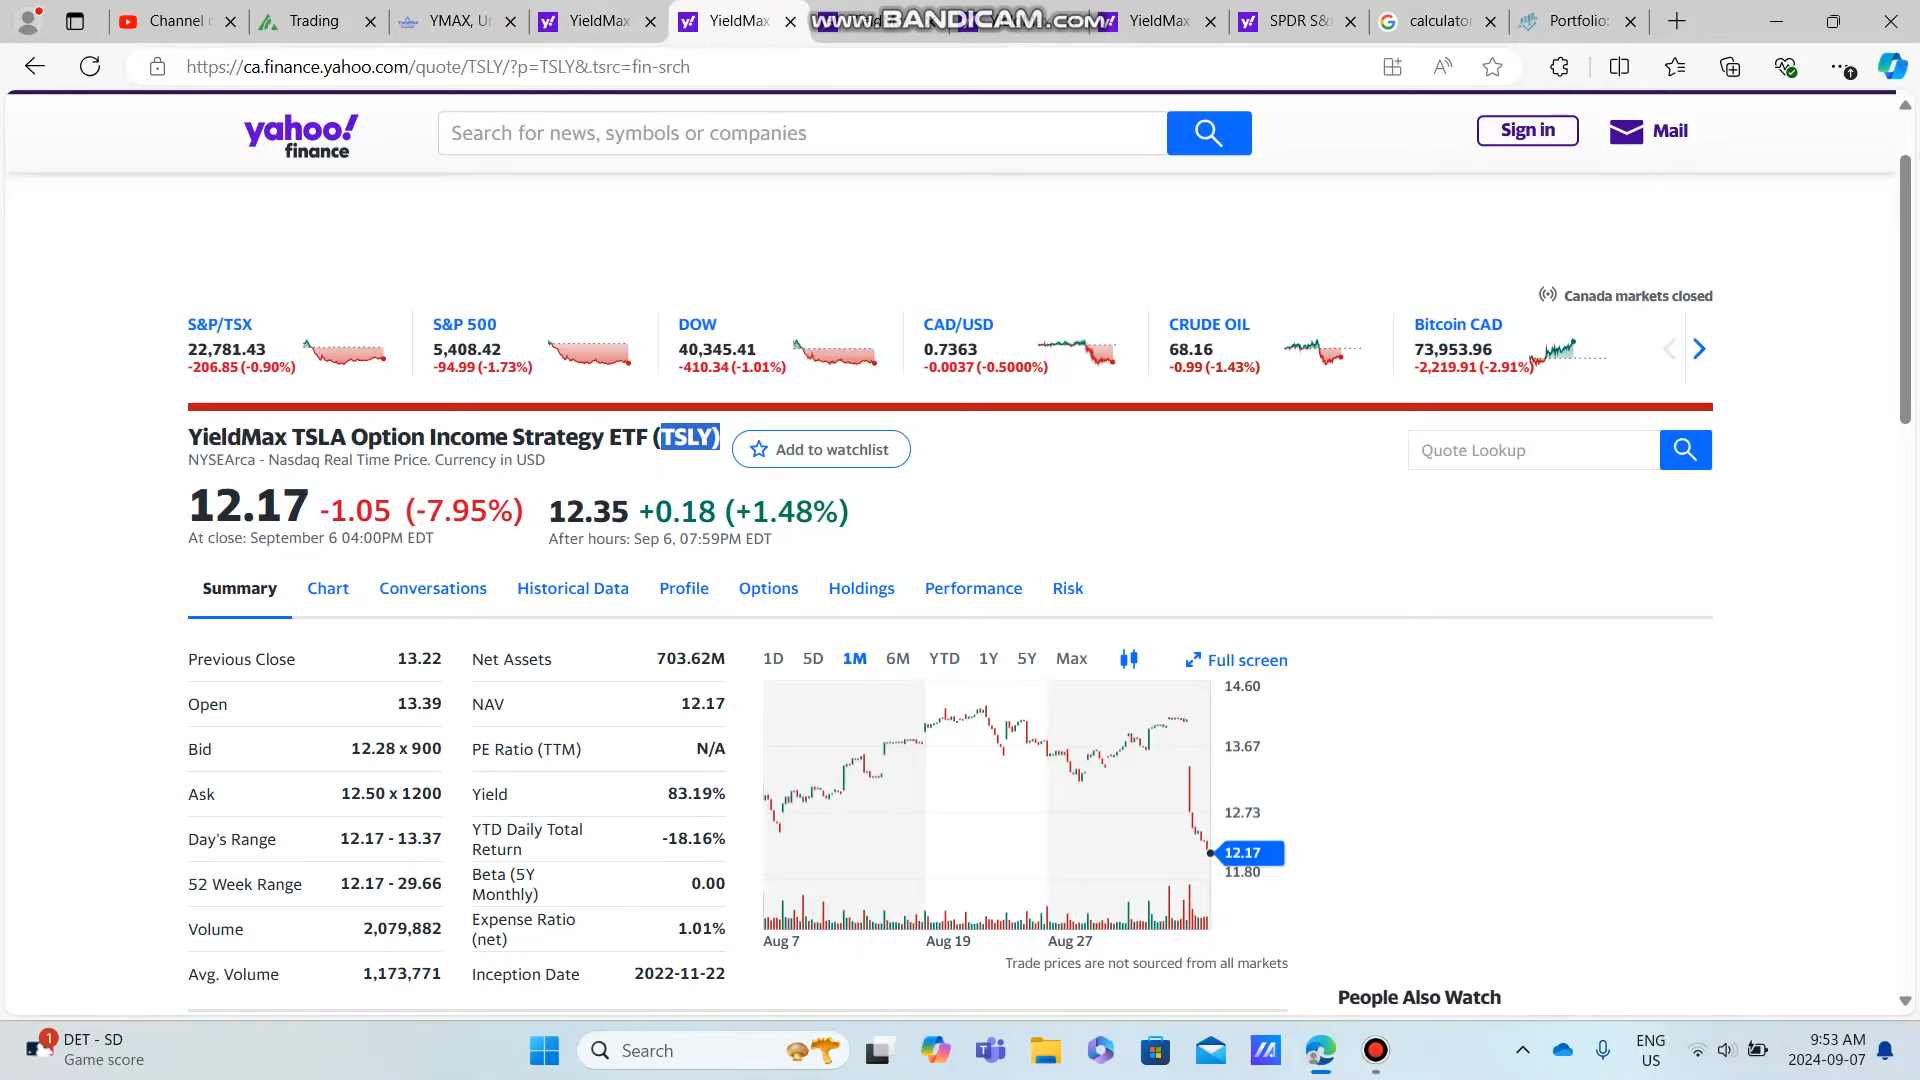 Channel
Trading
YMAX, U
YieldMax
YieldMax
www.BANDICAM.com
YieldMax
SPDR S&
calculator
Portfolio:
https://ca.finance.yahoo.com/quote/TSLY/?p=TSLY&.tsrc=fin-srch
yahoo!
finance
Search for news, symbols or companies
Sign in
Mail
Canada markets closed
S&P/TSX
22,781.43
-206.85 (-0.90%)
S&P 500
5,408.42
-94.99 (-1.73%)
DOW
40,345.41
-410.34 (-1.01%)
CAD/USD
0.7363
-0.0037 (-0.5000%)
CRUDE OIL
68.16
-0.99 (-1.43%)
Bitcoin CAD
73,953.96
-2,219.91 (-2.91%)
YieldMax TSLA Option Income Strategy ETF (TSLY)
Add to watchlist
Quote Lookup
NYSEArca - Nasdaq Real Time Price. Currency in USD
12.17 -1.05 (-7.95%)
At close: September 6 04:00PM EDT
12.35 +0.18 (+1.48%)
After hours: Sep 6, 07:59PM EDT
Summary Chart Conversations Historical Data Profile Options Holdings Performance Risk
Previous Close 13.22
Open 13.39
Bid 12.28 x 900
Ask 12.50 x 1200
Day's Range 12.17 - 13.37
52 Week Range 12.17 - 29.66
Volume 2,079,882
Avg. Volume 1,173,771
Net Assets 703.62M
NAV 12.17
PE Ratio (TTM) N/A
Yield 83.19%
YTD Daily Total
Return
-18.16%
Beta (5Y
Monthly)
0.00
Expense Ratio
(net)
1.01%
Inception Date 2022-11-22
1D 5D 1M 6M YTD 1Y 5Y Max
Full screen
14.60
13.67
12.73
12.17
11.80
Aug 7 Aug 19 Aug 27
Trade prices are not sourced from all markets
People Also Watch
1
DET - SD
Game score
Search
ENG
US
9:53 AM
2024-09-07